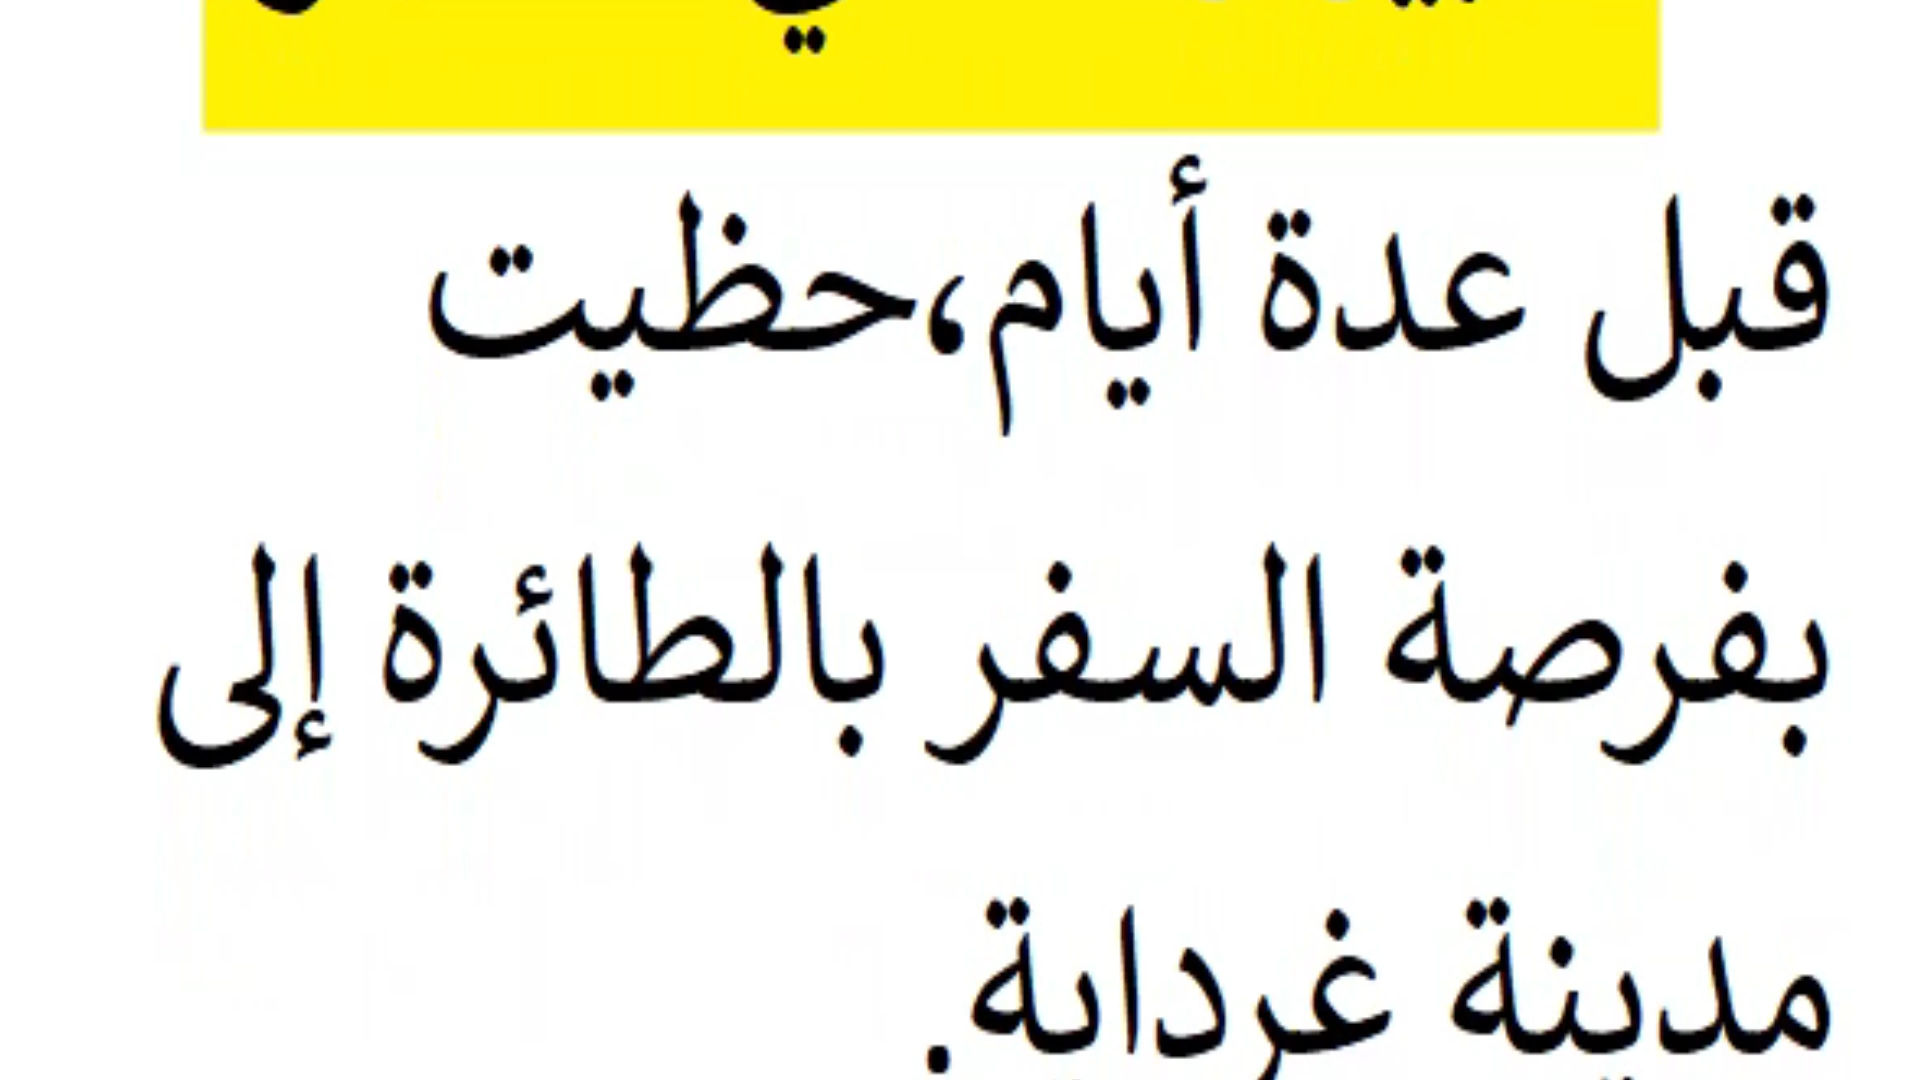 قبل عدة أيام،حظيت
بفرصة السفر بالطائرة إلى
مدينة غرداية.